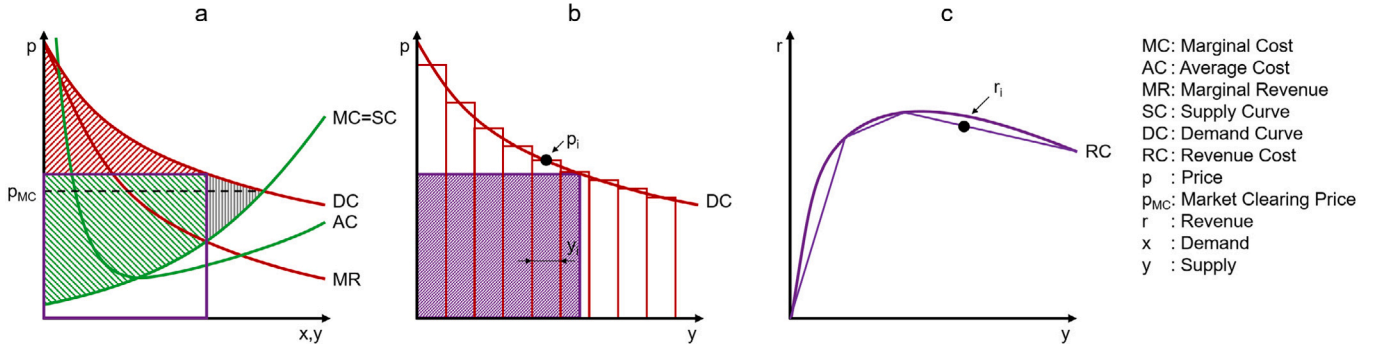 a
p
p_MC
MC=SC
DC
AC
MR
x,y
b
p
p_i
DC
y_i
y
c
r
r_i
RC
y
MC: Marginal Cost
AC : Average Cost
MR: Marginal Revenue
SC : Supply Curve
DC : Demand Curve
RC : Revenue Cost
p : Price
p_MC: Market Clearing Price
r : Revenue
x : Demand
y : Supply